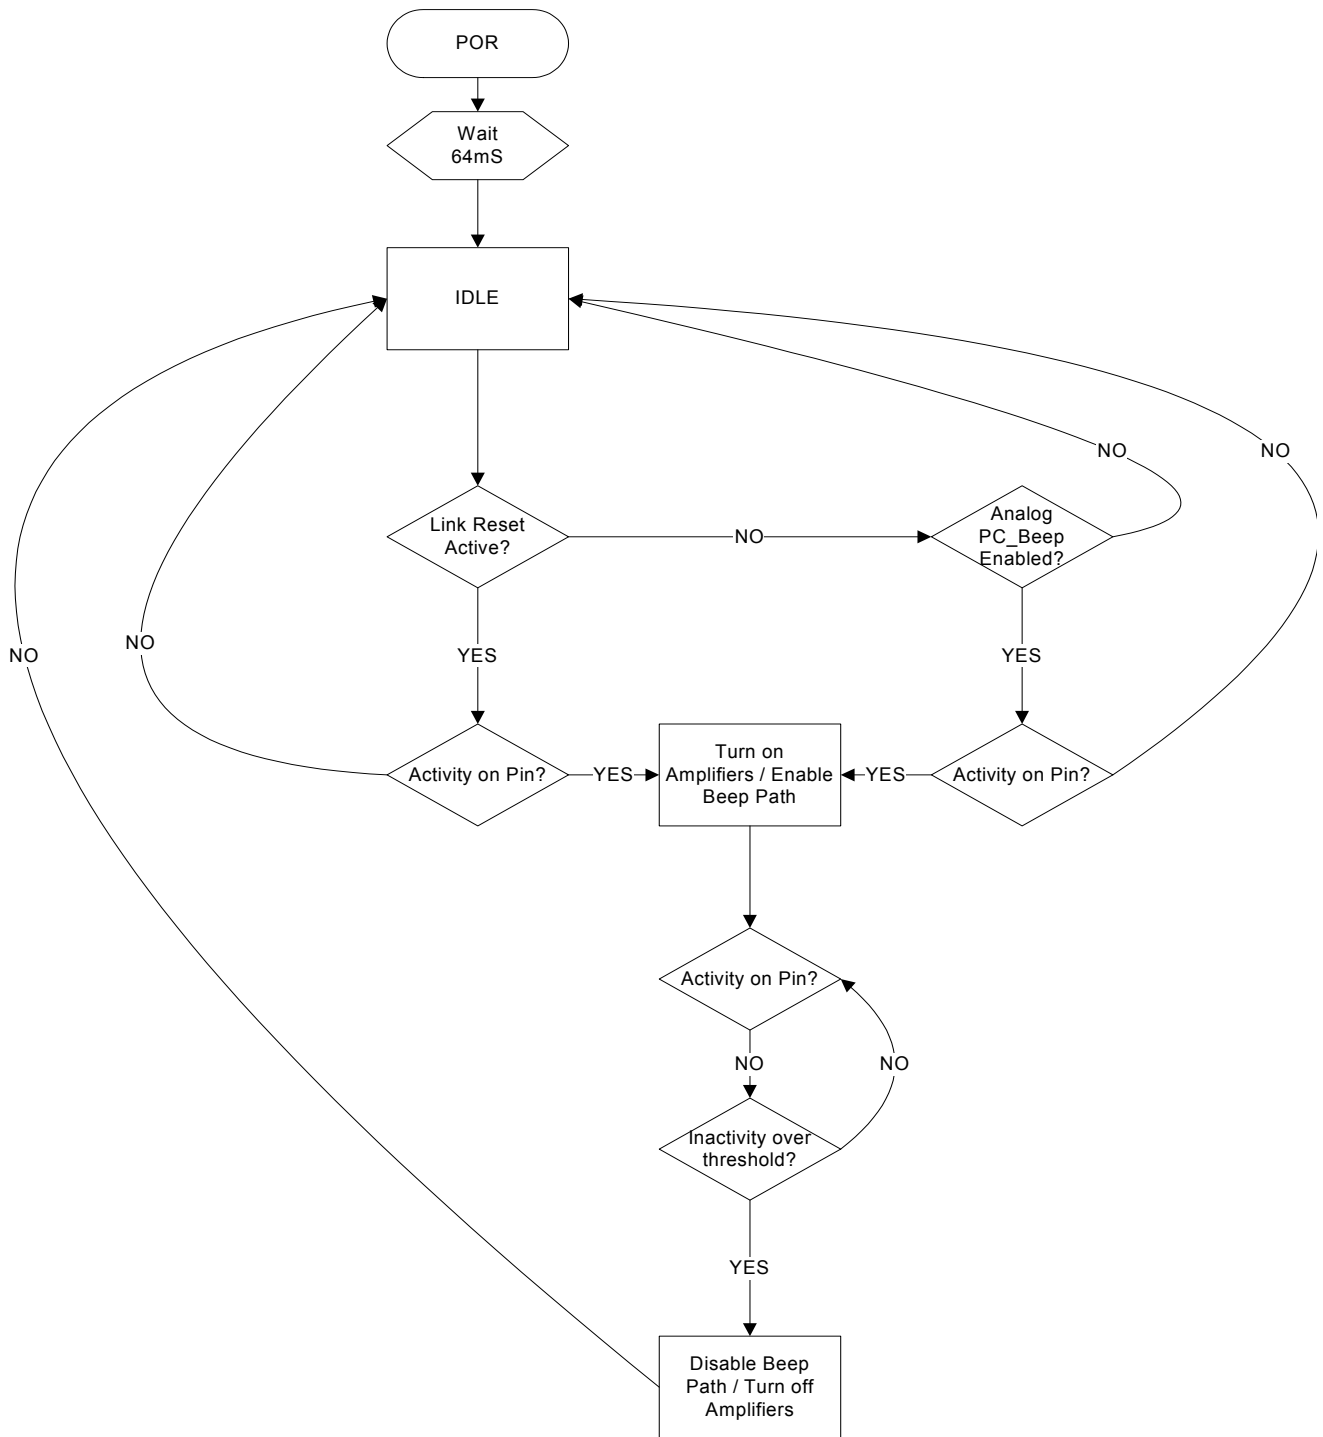 POR
Wait
64mS
IDLE
NO
NO
Link Reset
Active?
NO
Analog
PC_Beep
Enabled?
NO
NO
YES
YES
Activity on Pin?
YES
Turn on
Amplifiers / Enable
Beep Path
YES
Activity on Pin?
Activity on Pin?
NO
NO
Inactivity over
threshold?
YES
Disable Beep
Path / Turn off
Amplifiers